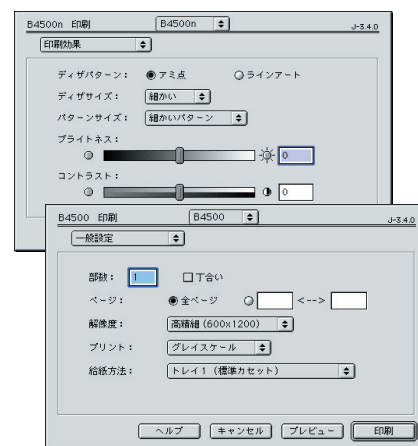 B4500n 印刷 B4500n J-3.4.0
印刷効果
ディザパターン： アミ点 ラインアート
ディザサイズ： 細かい
パターンサイズ： 細かいパターン
ブライトネス：
0
コントラスト：
0
B4500 印刷 B4500 J-3.4.0
一般設定
部数： 1 丁合い
ページ： 全ページ <-->
解像度： 高精細(600x1200)
プリント： グレイスケール
給紙方法： トレイ1（標準カセット）
ヘルプ キャンセル プレビュー 印刷